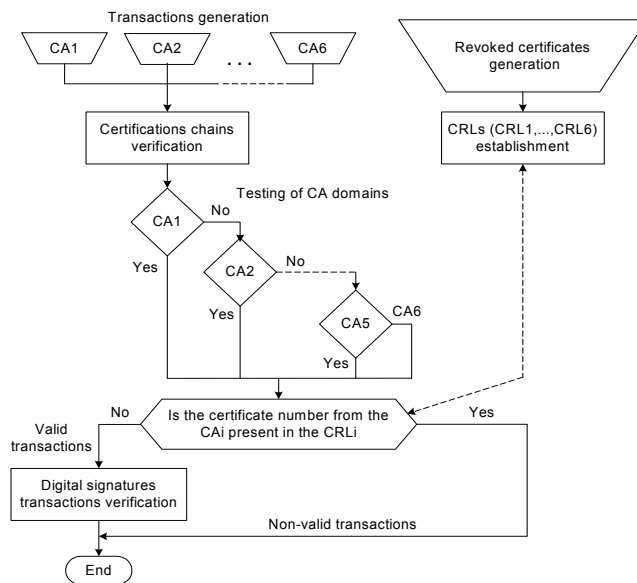 Transactions generation
CA1
CA2
. . .
CA6
Revoked certificates
generation
Certifications chains
verification
CRLs (CRL1,...,CRL6)
establishment
Testing of CA domains
CA1
No
Yes
CA2
No
Yes
CA5
CA6
Yes
No
Is the certificate number from the
CAi present in the CRLi
Yes
Valid
transactions
Digital signatures
transactions verification
Non-valid transactions
End